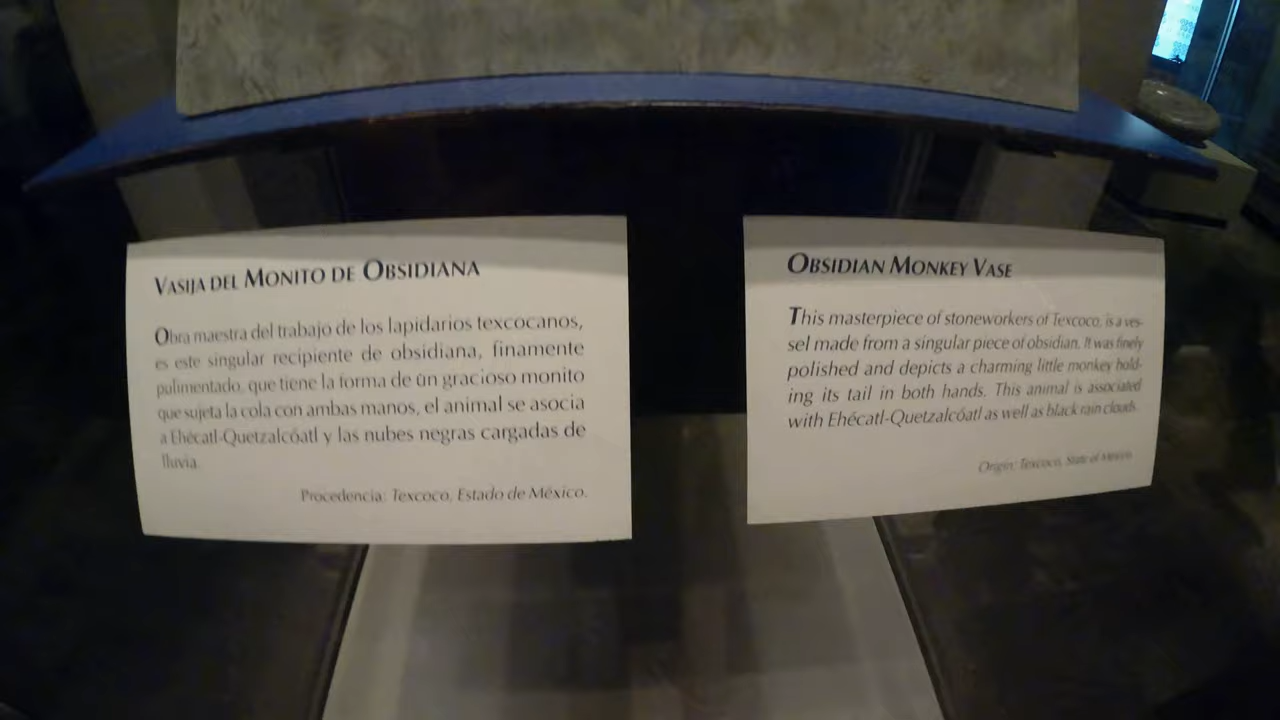 VASIJA DEL MONITO DE OBSIDIANA
Obra maestra del trabajo de los lapidarios texcocanos,
es este singular recipiente de obsidiana, finamente
pulimentado, que tiene la forma de un gracioso monito
que sujeta la cola con ambas manos, el animal se asocia
a Ehécatl-Quetzalcóatl y las nubes negras cargadas de
lluvia.
Procedencia: Texcoco, Estado de México.
OBSIDIAN MONKEY VASE
This masterpiece of stoneworkers of Texcoco, is a ves-
sel made from a singular piece of obsidian. It was finely
polished and depicts a charming little monkey hold-
ing its tail in both hands. This animal is associated
with Ehécatl-Quetzalcóatl as well as black rain clouds.
Origin: Texcoco, State of Mexico.